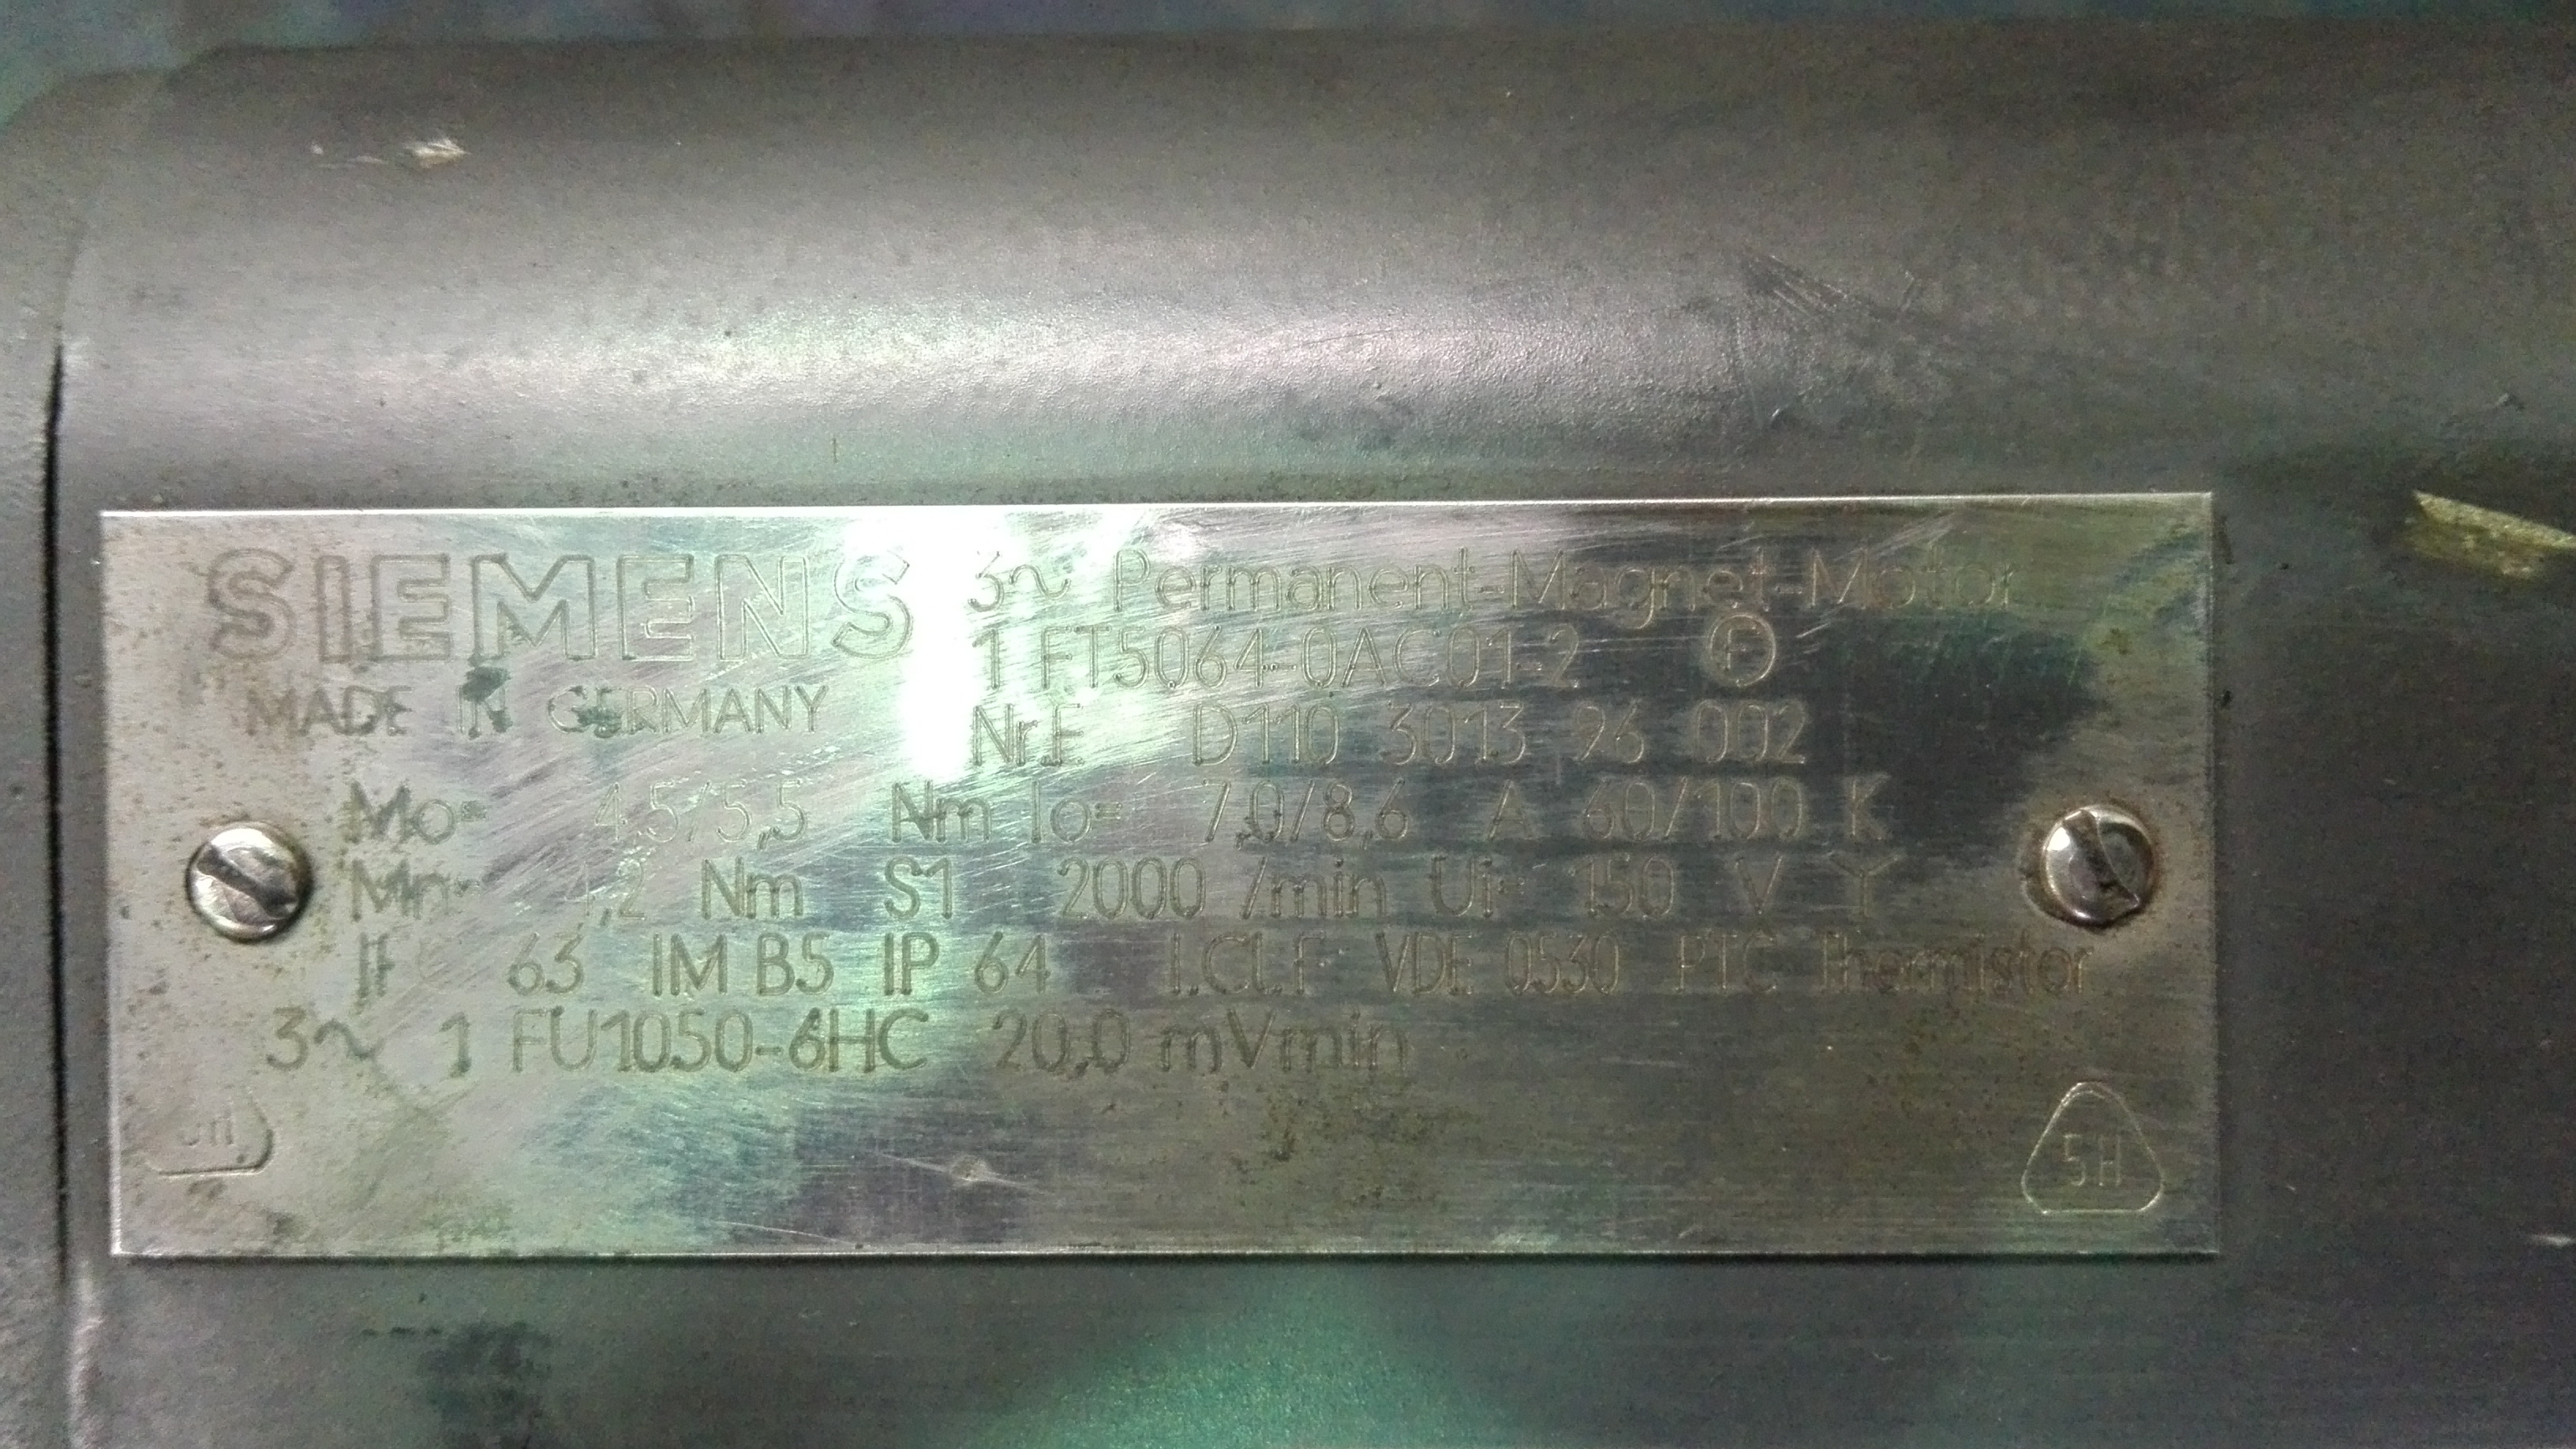 SIEMENS 3~ Permanent-Magnet-Motor
1 FT5064-0AC01-2 F
MADE IN GERMANY Nr.E D110 3013 96 002
Mo= 4,5/5,5 Nm Io= 7,0/8,6 A 60/100 K
Mn= Nm S1 2000 /min Ui= 150 V Y
63 IM B5 IP 64 I.Cl.F VDE 0530 PTC Thermistor
3~ 1 FU1050-6HC 20,0 mVmin
5H